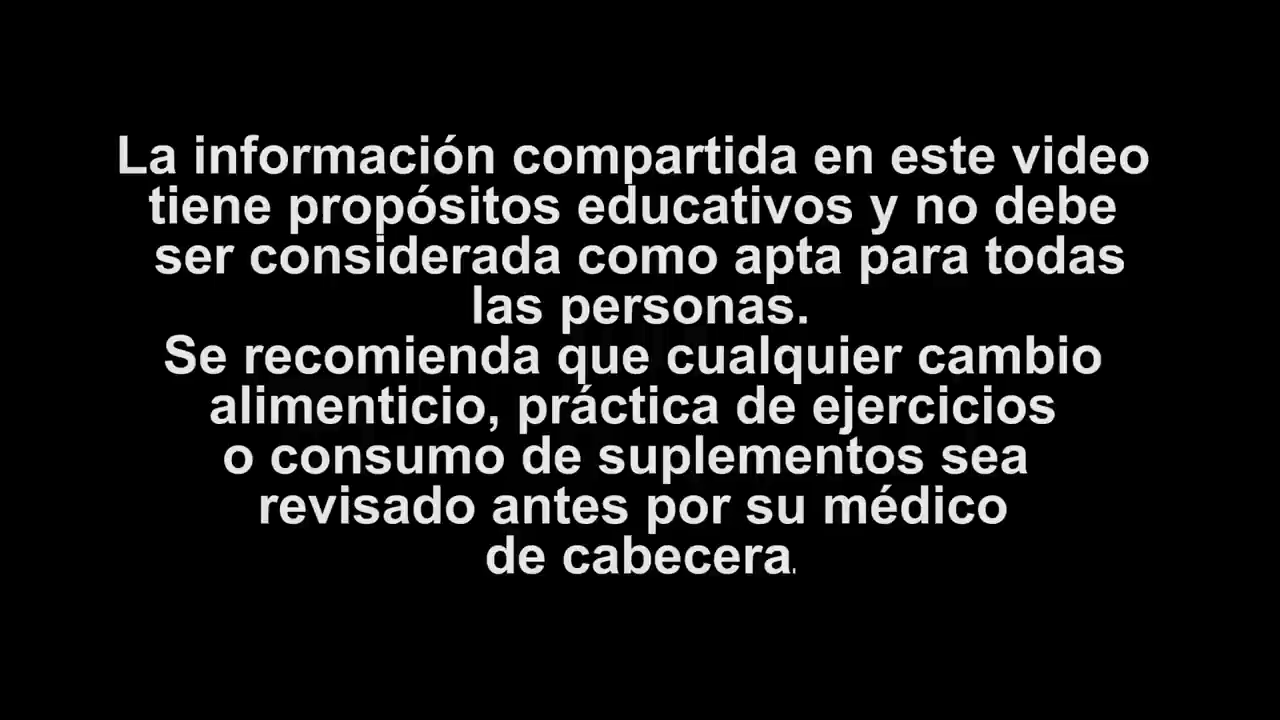 La información compartida en este video
tiene propósitos educativos y no debe
ser considerada como apta para todas
las personas.
Se recomienda que cualquier cambio
alimenticio, práctica de ejercicios
o consumo de suplementos sea
revisado antes por su médico
de cabecera.